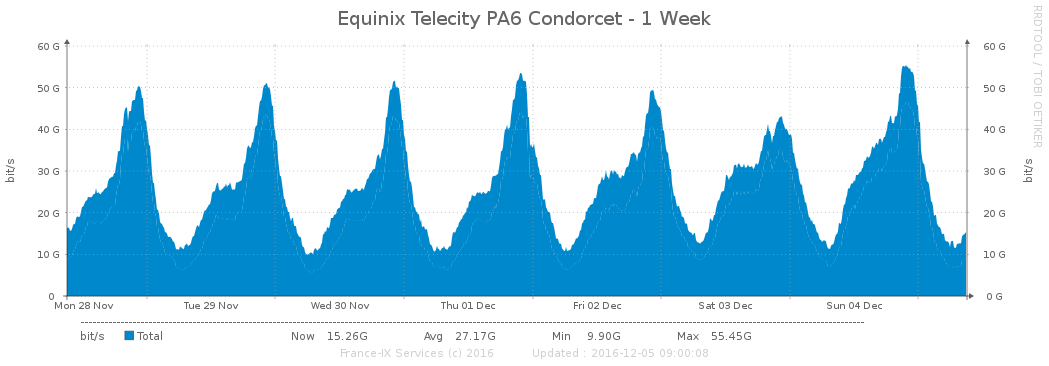 Equinix Telecity PA6 Condorcet - 1 Week
RRDTOOL / TOBI OETIKER
bit/s
60 G
50 G
40 G
30 G
20 G
10 G
0
60 G
50 G
40 G
30 G
20 G
10 G
0 G
bit/s
Mon 28 Nov Tue 29 Nov Wed 30 Nov Thu 01 Dec Fri 02 Dec Sat 03 Dec Sun 04 Dec
bit/s Total Now 15.26G Avg 27.17G Min 9.90G Max 55.45G
France-IX Services (c) 2016 Updated : 2016-12-05 09:00:08